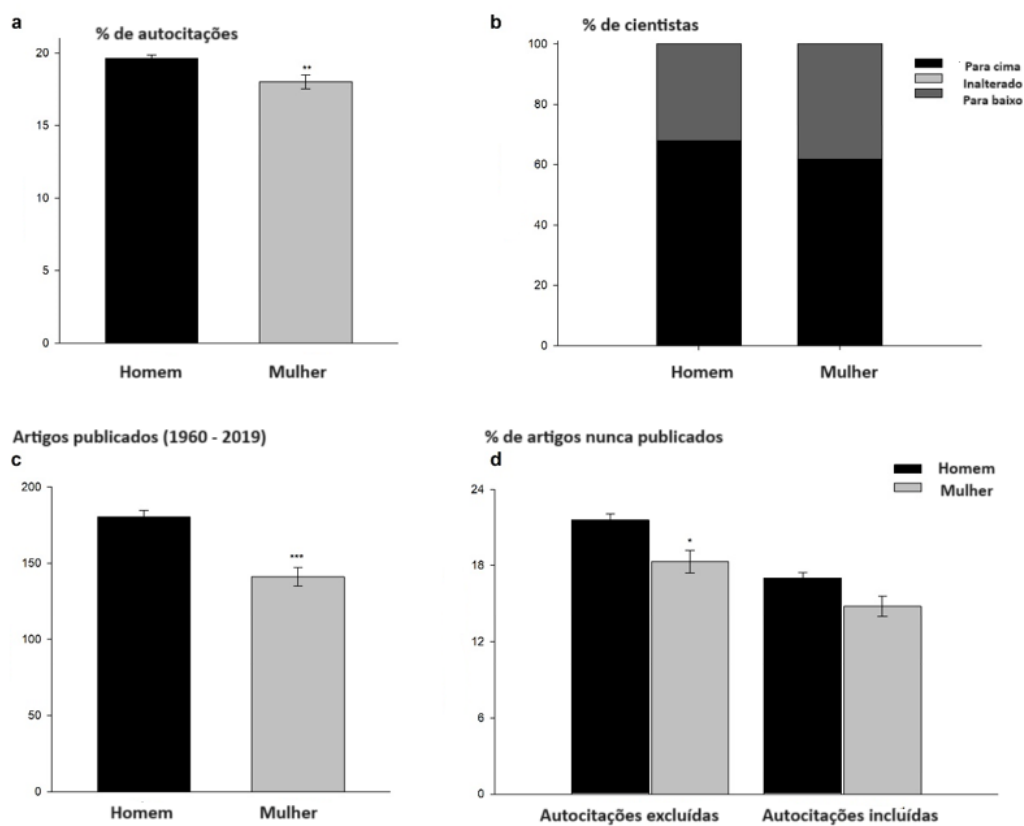 a
% de autocitações
20
15
10
5
0
**
Homem
Mulher
b
% de cientistas
100
80
60
40
20
0
Para cima
Inalterado
Para baixo
Homem
Mulher
Artigos publicados (1960 - 2019)
c
200
150
100
50
0
***
Homem
Mulher
% de artigos nunca publicados
d
24
18
12
6
0
*
Homem
Mulher
Autocitações excluídas
Autocitações incluídas